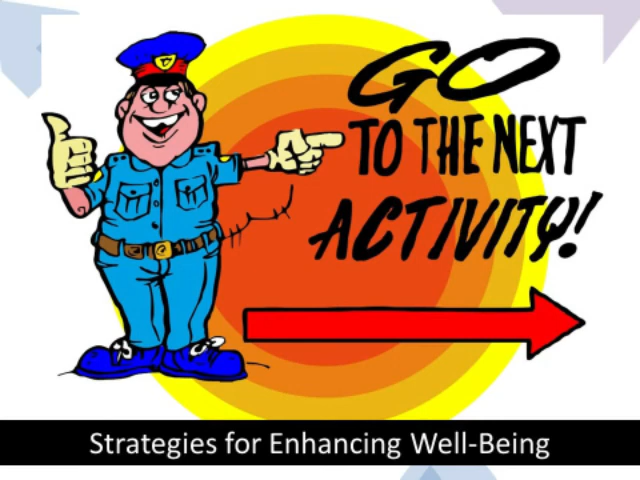 GO
TO THE NEXT
ACTIVITY!
Strategies for Enhancing Well-Being